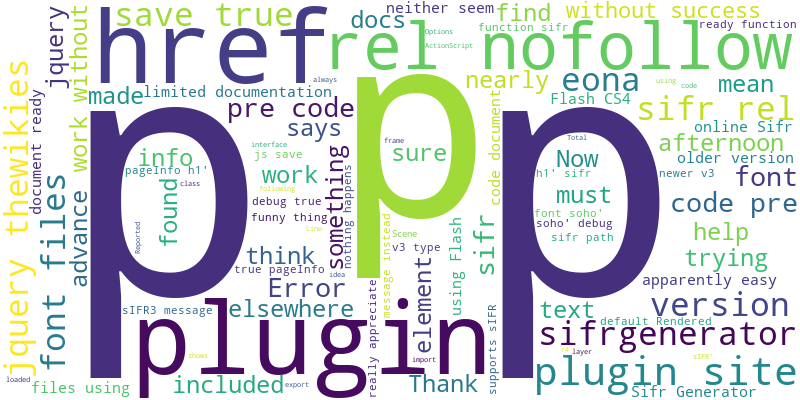 save true
docs
neither seem
find
without success
function sifr
ready function
jquery
href
rel nofollow
Options
ActionScript
work without
made
limited documentation
nearly
eona
mean
always
using
code
pre code
Flash CS4
sifr rel
jquery thewikies
document ready
p
p
p
says
online Sifr
code document
info
pageInfo h1'
interface
js save
something
sure
Now
afternoon
older version
h1' sifr
newer v3
font files
advance
found
class
work
frame
following
nothing happens
must
font
debug true
funny thing
font soho'
code pre
Reported
Line
v3 type
Scene
using Flash
sifr
soho' debug
sifr path
Total
help
think
true pageInfo
idea
message instead
trying
Error
element
apparently easy
really appreciate
sIFR3 message
elsewhere
text
version
default Rendered
plugin
supports sIFR
sifrgenerator
shows
import
r4
layer
sIFR'
plugin site
loaded
files using
included
export
Thank
Sifr Generator